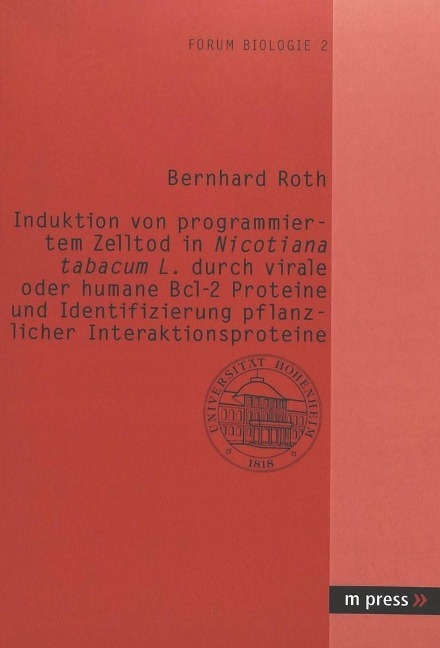 FORUM BIOLOGIE 2
Bernhard Roth
Induktion von programmier-
tem Zelltod in Nicotiana
tabacum L. durch virale
oder humane Bcl-2 Proteine
und Identifizierung pflanz-
licher Interaktionsproteine
UNIVERSITÄT HOHENHEIM
1818
m press »